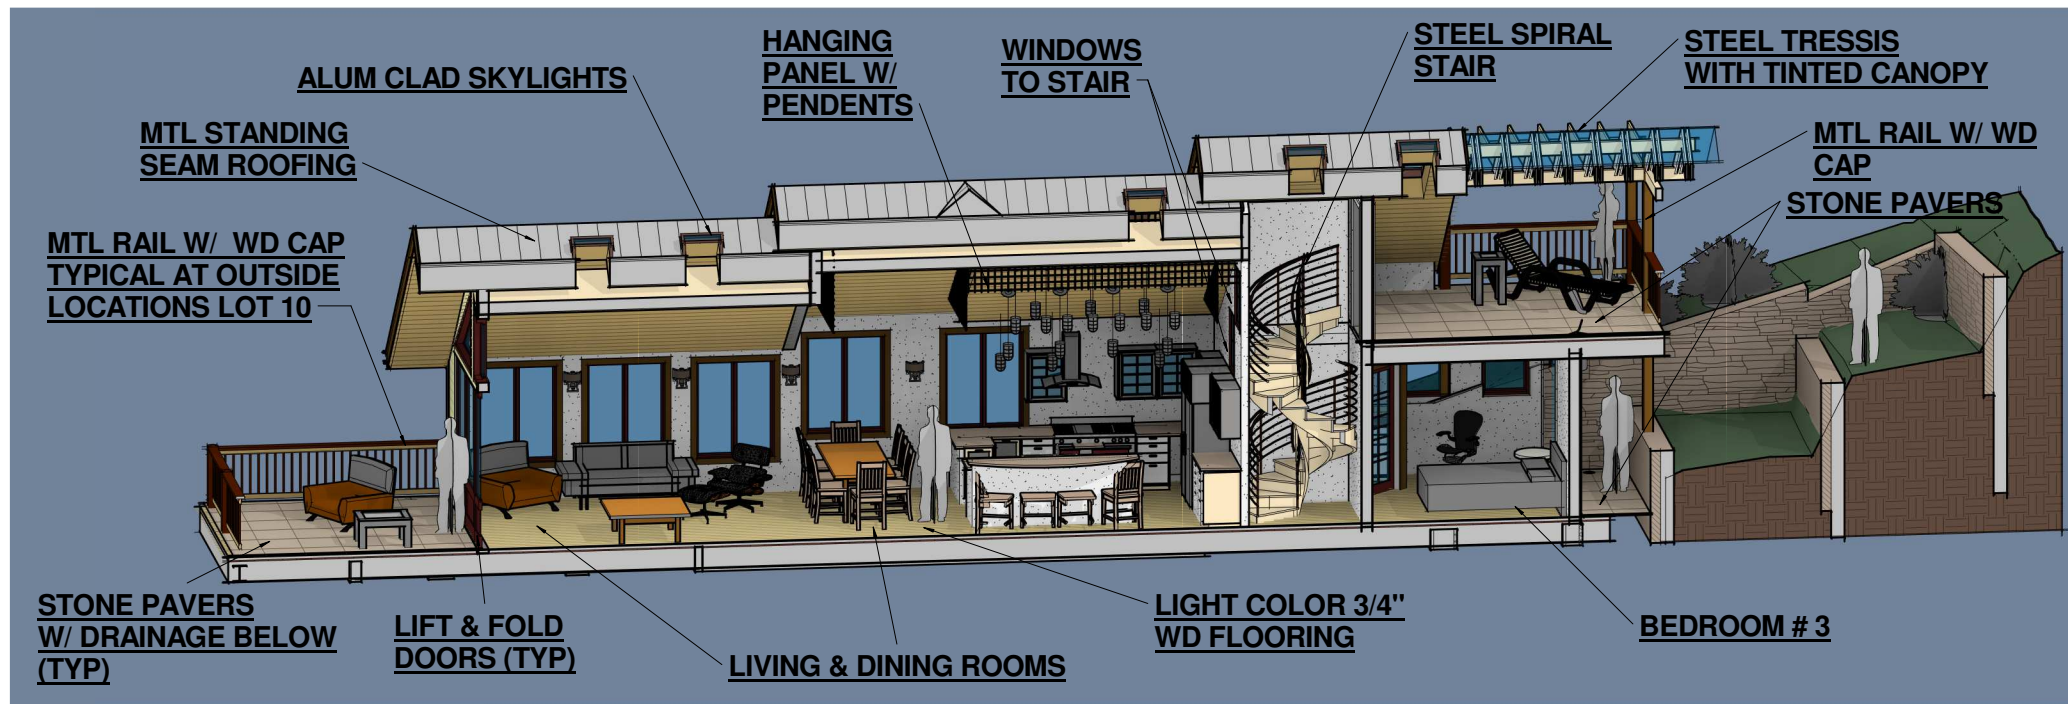 HANGING
PANEL W/
PENDENTS
WINDOWS
TO STAIR
STEEL SPIRAL
STAIR
STEEL TRESSIS
WITH TINTED CANOPY
ALUM CLAD SKYLIGHTS
MTL STANDING
SEAM ROOFING
MTL RAIL W/ WD
CAP
STONE PAVERS
MTL RAIL W/  WD CAP
TYPICAL AT OUTSIDE
LOCATIONS LOT 10
STONE PAVERS
W/ DRAINAGE BELOW
(TYP)
LIFT & FOLD
DOORS (TYP)
LIVING & DINING ROOMS
LIGHT COLOR 3/4"
WD FLOORING
BEDROOM # 3